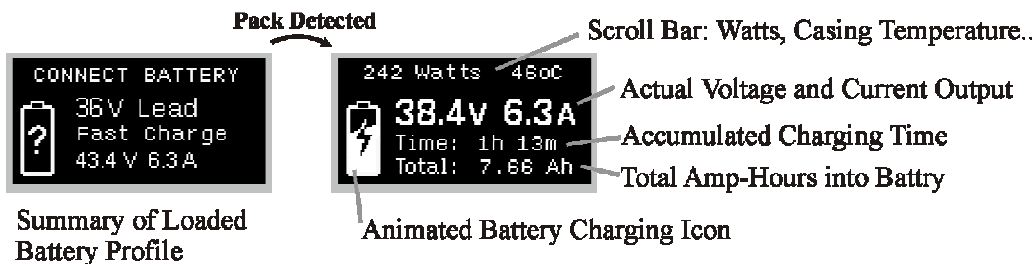 Pack Detected
CONNECT BATTERY
36V Lead
Fast Charge
43.4 V 6.3 A
?
Summary of Loaded
Battery Profile
242 Watts 46oC
38.4V 6.3A
Time: 1h 13m
Total: 7.66 Ah
Scroll Bar: Watts, Casing Temperature..
Actual Voltage and Current Output
Accumulated Charging Time
Total Amp-Hours into Battry
Animated Battery Charging Icon